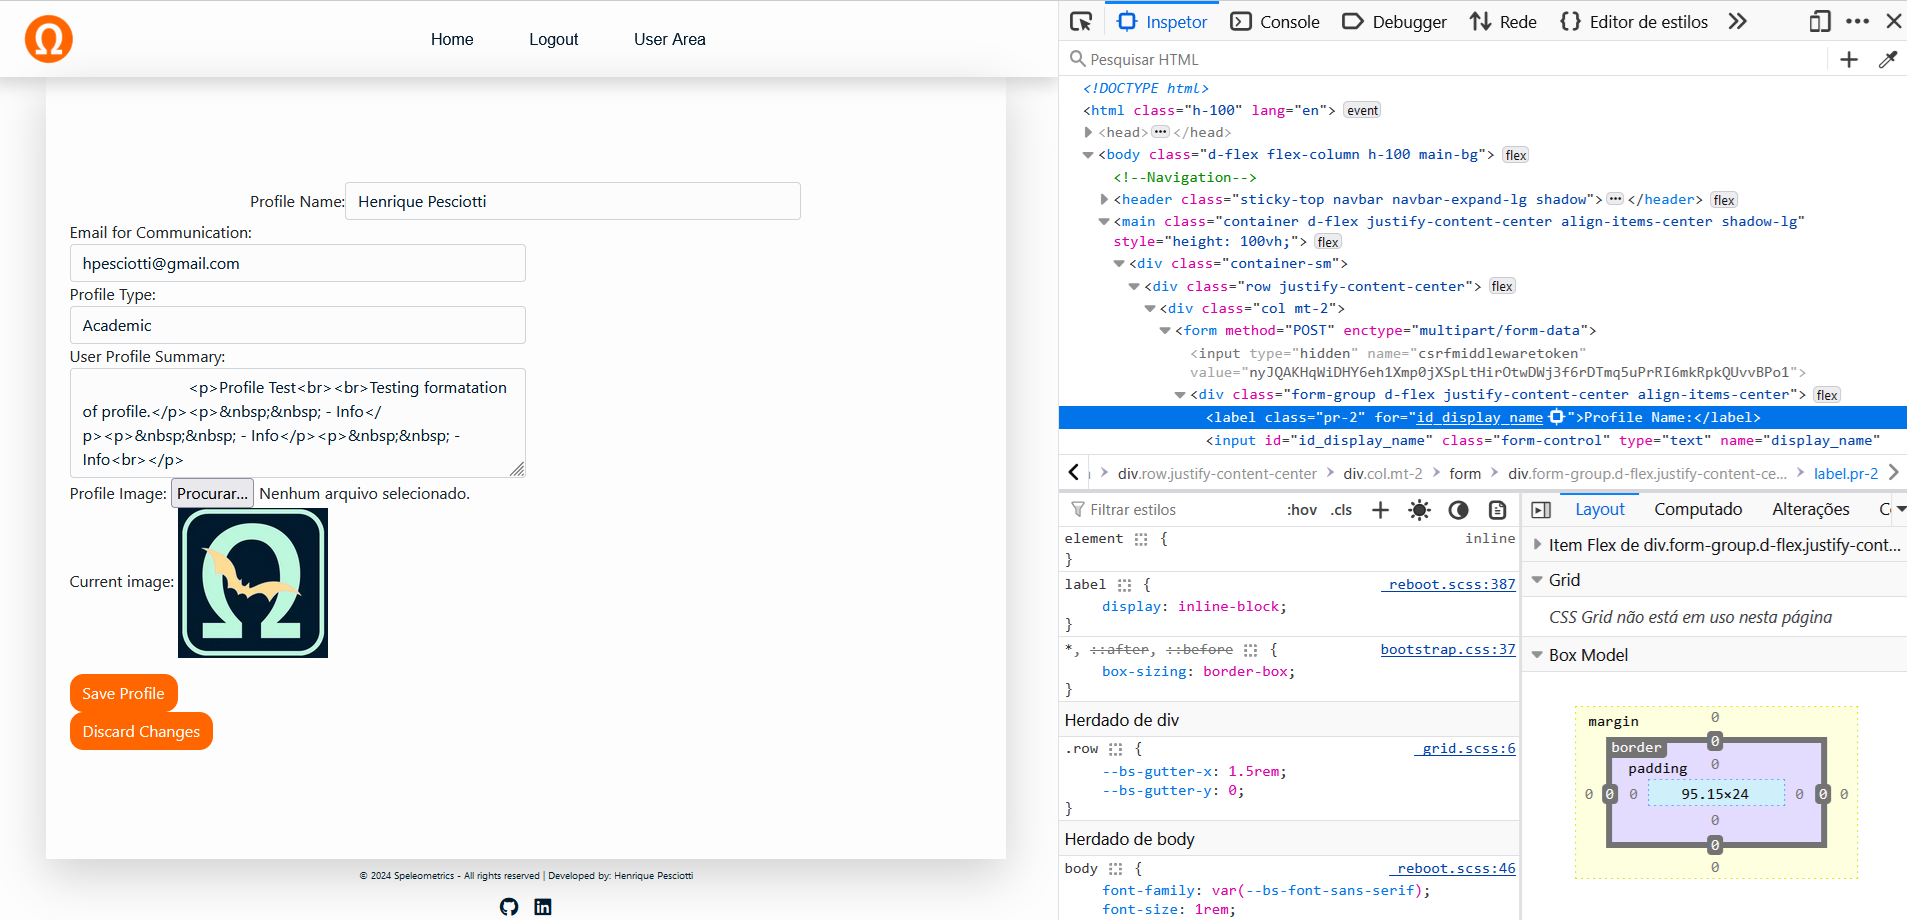 Home Logout User Area
Profile Name: Henrique Pesciotti
Email for Communication:
hpesciotti@gmail.com
Profile Type:
Academic
User Profile Summary:
<p>Profile Test<br><br>Testing formatation
of profile.</p><p>&nbsp;&nbsp; - Info</
p><p>&nbsp;&nbsp; - Info</p><p>&nbsp;&nbsp; -
Info<br></p>
Profile Image: Procurar... Nenhum arquivo selecionado.
Current image:
Save Profile
Discard Changes
© 2024 Speleometrics - All rights reserved | Developed by: Henrique Pesciotti
Inspetor Console Debugger Rede Editor de estilos
Pesquisar HTML
<!DOCTYPE html>
<html class="h-100" lang="en"> event
<head> ••• </head>
<body class="d-flex flex-column h-100 main-bg"> flex
<!--Navigation-->
<header class="sticky-top navbar navbar-expand-lg shadow"> ••• </header> flex
<main class="container d-flex justify-content-center align-items-center shadow-lg"
style="height: 100vh;"> flex
<div class="container-sm">
<div class="row justify-content-center"> flex
<div class="col mt-2">
<form method="POST" enctype="multipart/form-data">
<input type="hidden" name="csrfmiddlewaretoken"
value="nyJQAKHqWiDHY6eh1Xmp0jXSpLtHirOtwDWj3f6rDTmq5uPrRI6mkRpkQUvvBPo1">
<div class="form-group d-flex justify-content-center align-items-center"> flex
<label class="pr-2" for="id_display_name">Profile Name:</label>
<input id="id_display_name" class="form-control" type="text" name="display_name"
div.row.justify-content-center div.col.mt-2 form div.form-group.d-flex.justify-content-ce... label.pr-2
Filtrar estilos :hov .cls +
element { inline
}
label { _reboot.scss:387
display: inline-block;
}
*, ::after, ::before { bootstrap.css:37
box-sizing: border-box;
}
Herdado de div
.row { _grid.scss:6
--bs-gutter-x: 1.5rem;
--bs-gutter-y: 0;
}
Herdado de body
body { _reboot.scss:46
font-family: var(--bs-font-sans-serif);
font-size: 1rem;
Layout Computado Alterações
Item Flex de div.form-group.d-flex.justify-cont...
Grid
CSS Grid não está em uso nesta página
Box Model
margin 0
border 0
padding 0
0 0 0 95.15×24 0 0 0
0
0
0